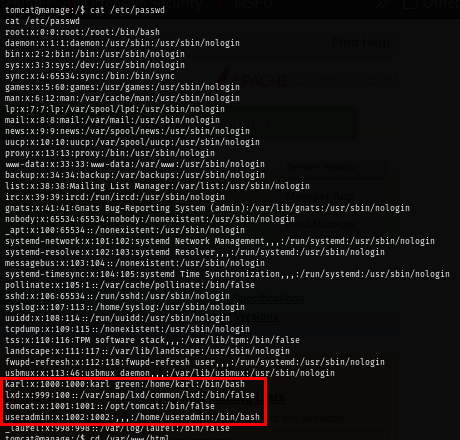 tomcat@manage:/$ cat /etc/passwd
cat /etc/passwd
root:x:0:0:root:/root:/bin/bash
daemon:x:1:1:daemon:/usr/sbin:/usr/sbin/nologin
bin:x:2:2:bin:/bin:/usr/sbin/nologin
sys:x:3:3:sys:/dev:/usr/sbin/nologin
sync:x:4:65534:sync:/bin:/bin/sync
games:x:5:60:games:/usr/games:/usr/sbin/nologin
man:x:6:12:man:/var/cache/man:/usr/sbin/nologin
lp:x:7:7:lp:/var/spool/lpd:/usr/sbin/nologin
mail:x:8:8:mail:/var/mail:/usr/sbin/nologin
news:x:9:9:news:/var/spool/news:/usr/sbin/nologin
uucp:x:10:10:uucp:/var/spool/uucp:/usr/sbin/nologin
proxy:x:13:13:proxy:/bin:/usr/sbin/nologin
www-data:x:33:33:www-data:/var/www:/usr/sbin/nologin
backup:x:34:34:backup:/var/backups:/usr/sbin/nologin
list:x:38:38:Mailing List Manager:/var/list:/usr/sbin/nologin
irc:x:39:39:ircd:/run/ircd:/usr/sbin/nologin
gnats:x:41:41:Gnats Bug-Reporting System (admin):/var/lib/gnats:/usr/sbin/nologin
nobody:x:65534:65534:nobody:/nonexistent:/usr/sbin/nologin
_apt:x:100:65534::/nonexistent:/usr/sbin/nologin
systemd-network:x:101:102:systemd Network Management,,,:/run/systemd:/usr/sbin/nologin
systemd-resolve:x:102:103:systemd Resolver,,,:/run/systemd:/usr/sbin/nologin
messagebus:x:103:104::/nonexistent:/usr/sbin/nologin
systemd-timesync:x:104:105:systemd Time Synchronization,,,:/run/systemd:/usr/sbin/nologin
pollinate:x:105:1::/var/cache/pollinate:/bin/false
sshd:x:106:65534::/run/sshd:/usr/sbin/nologin
syslog:x:107:113::/home/syslog:/usr/sbin/nologin
uuidd:x:108:114::/run/uuidd:/usr/sbin/nologin
tcpdump:x:109:115::/nonexistent:/usr/sbin/nologin
tss:x:110:116:TPM software stack,,,:/var/lib/tpm:/bin/false
landscape:x:111:117::/var/lib/landscape:/usr/sbin/nologin
fwupd-refresh:x:112:118:fwupd-refresh user,,,:/run/systemd:/usr/sbin/nologin
usbmux:x:113:46:usbmux daemon,,,:/var/lib/usbmux:/usr/sbin/nologin
karl:x:1000:1000:karl green:/home/karl:/bin/bash
lxd:x:999:100::/var/snap/lxd/common/lxd:/bin/false
tomcat:x:1001:1001::/opt/tomcat:/bin/false
useradmin:x:1002:1002:,,,:/home/useradmin:/bin/bash
_laurel:x:998:998::/var/log/laurel:/bin/false
tomcat@manage:/$ cd /var/www/html